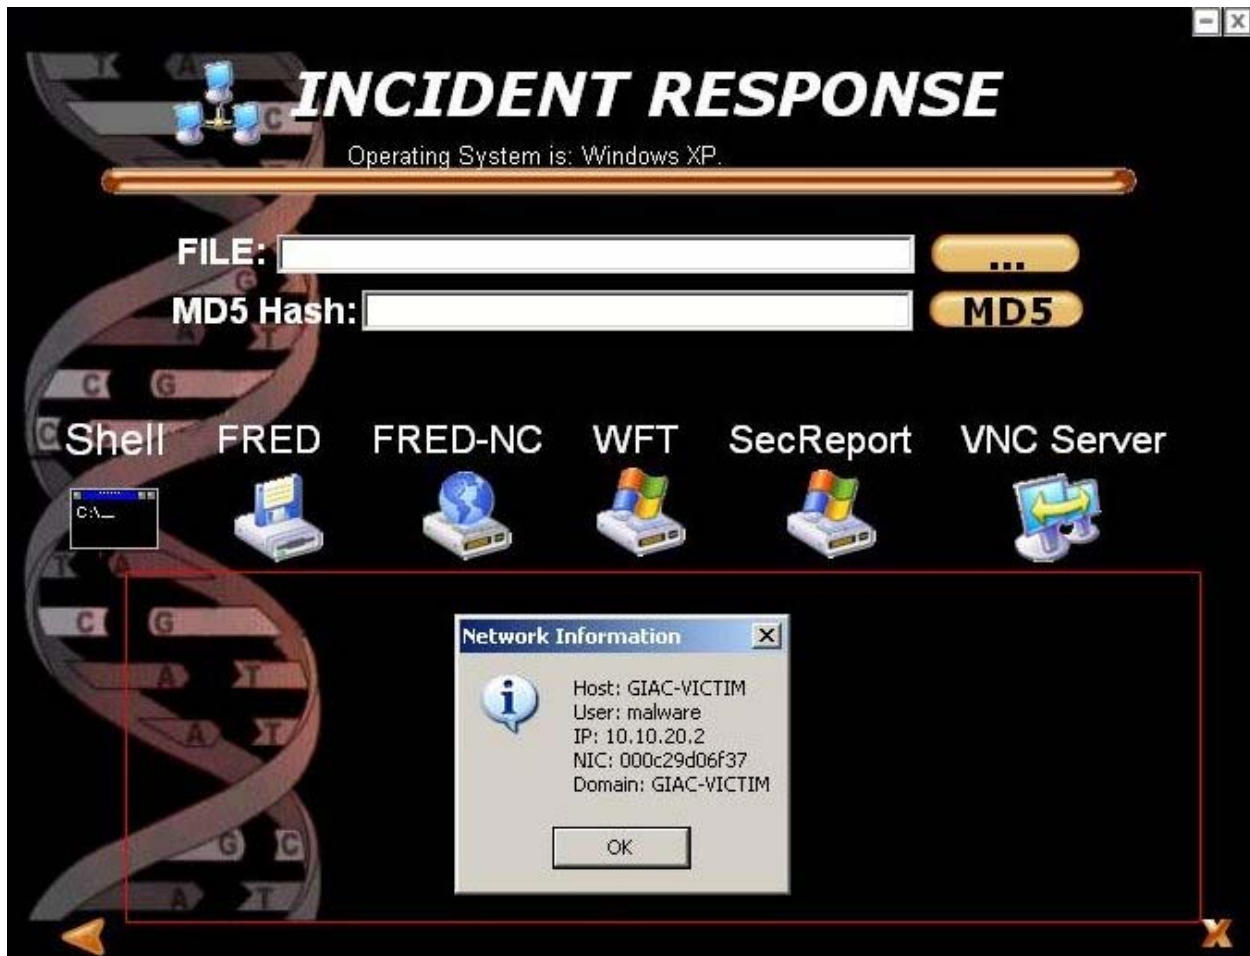 INCIDENT RESPONSE
Operating System is: Windows XP.
FILE:
...
MD5 Hash:
MD5
Shell FRED FRED-NC WFT SecReport VNC Server
C:\_
Network Information
Host: GIAC-VICTIM
User: malware
IP: 10.10.20.2
NIC: 000c29d06f37
Domain: GIAC-VICTIM
OK
T A
C
G
A T
C G
C
T A
C G
A T
A T
G C
A T